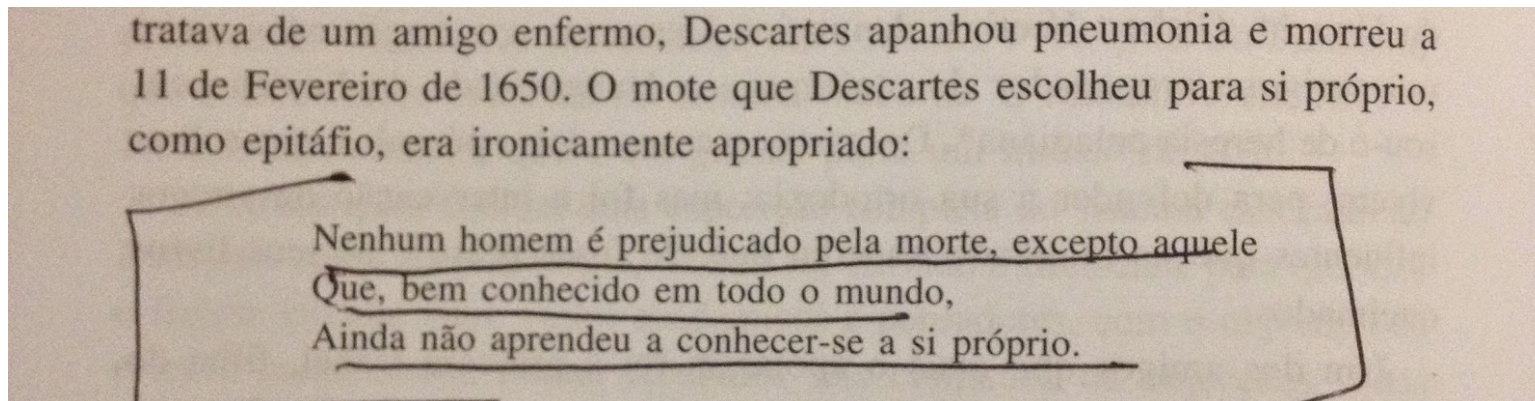 tratava de um amigo enfermo, Descartes apanhou pneumonia e morreu a
11 de Fevereiro de 1650. O mote que Descartes escolheu para si próprio,
como epitáfio, era ironicamente apropriado:
Nenhum homem é prejudicado pela morte, excepto aquele
Que, bem conhecido em todo o mundo,
Ainda não aprendeu a conhecer-se a si próprio.